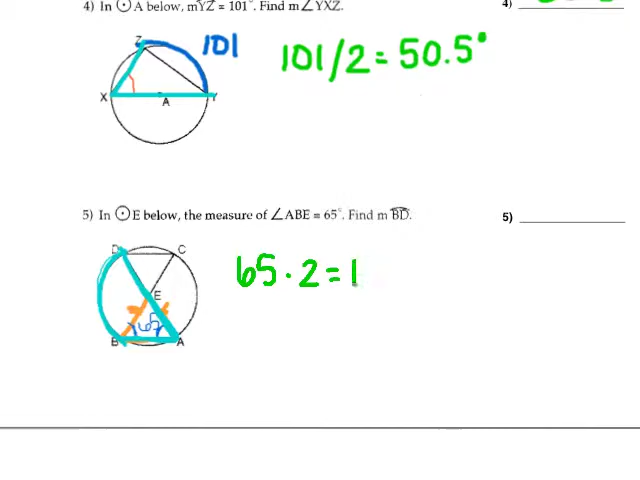 4) In ⊙ A below, mYZ = 101°. Find m∠YXZ.
4)
Z
101
101/2 = 50.5°
X
A
Y
5) In ⊙E below, the measure of ∠ABE = 65°. Find m BD.
5)
D
C
65 · 2 = 1
E
65
B
A